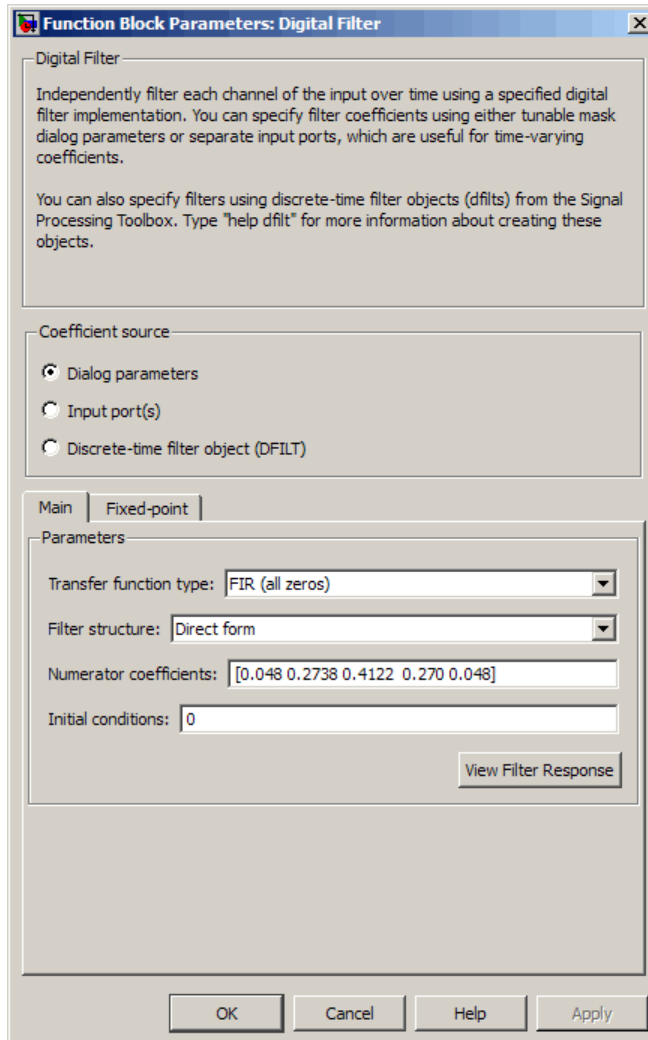 Function Block Parameters: Digital Filter
Digital Filter
Independently filter each channel of the input over time using a specified digital
filter implementation. You can specify filter coefficients using either tunable mask
dialog parameters or separate input ports, which are useful for time-varying
coefficients.
You can also specify filters using discrete-time filter objects (dfilts) from the Signal
Processing Toolbox. Type "help dfilt" for more information about creating these
objects.
Coefficient source
Dialog parameters
Input port(s)
Discrete-time filter object (DFILT)
Main Fixed-point
Parameters
Transfer function type: FIR (all zeros)
Filter structure: Direct form
Numerator coefficients: [0.048 0.2738 0.4122  0.270 0.048]
Initial conditions: 0
View Filter Response
OK Cancel Help Apply